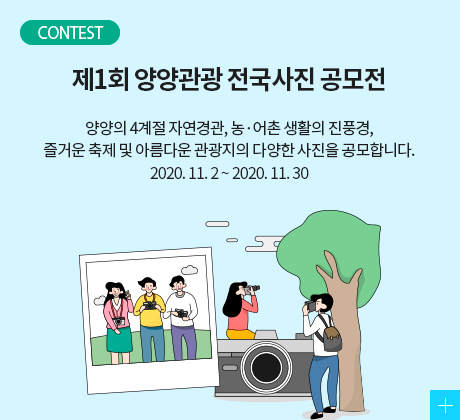 CONTEST
제1회 양양관광 전국사진 공모전
양양의 4계절 자연경관, 농·어촌 생활의 진풍경,
즐거운 축제 및 아름다운 관광지의 다양한 사진을 공모합니다.
2020. 11. 2 ~ 2020. 11. 30